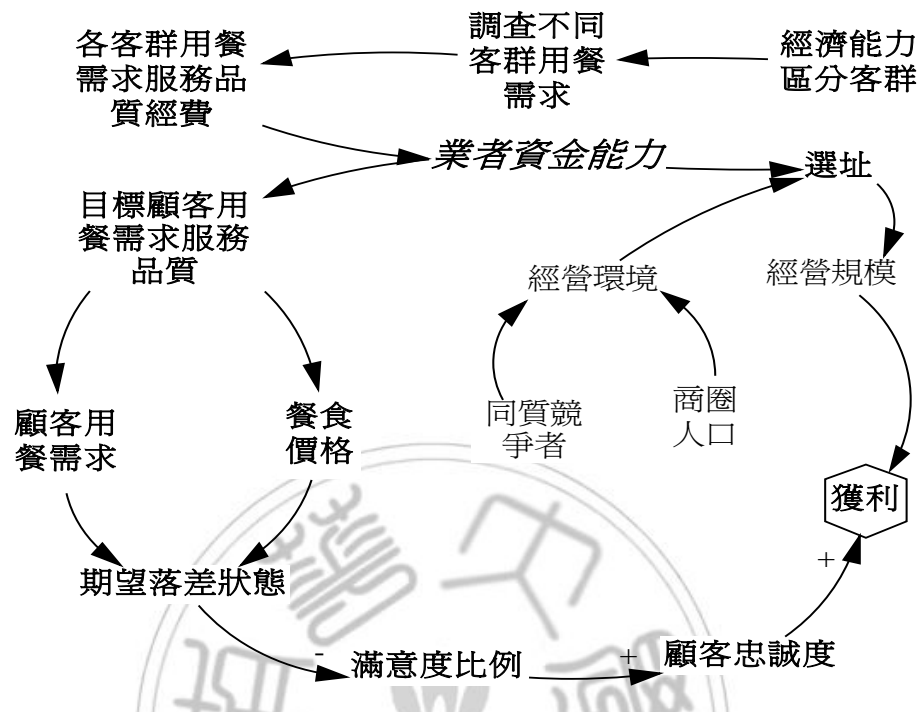 各客群用餐
需求服務品
質經費
調查不同
客群用餐
需求
經濟能力
區分客群
業者資金能力
選址
目標顧客用
餐需求服務
品質
經營環境
經營規模
顧客用
餐需求
餐食
價格
同質競
爭者
商圈
人口
獲利
+
期望落差狀態
-
滿意度比例
+
顧客忠誠度